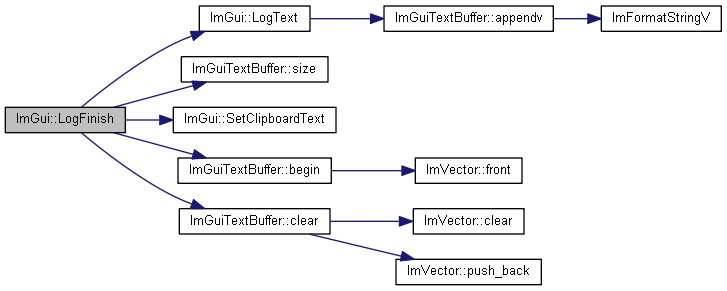 ImGui::LogText
ImGuiTextBuffer::appendv
ImFormatStringV
ImGuiTextBuffer::size
ImGui::LogFinish
ImGui::SetClipboardText
ImGuiTextBuffer::begin
ImVector::front
ImGuiTextBuffer::clear
ImVector::clear
ImVector::push_back